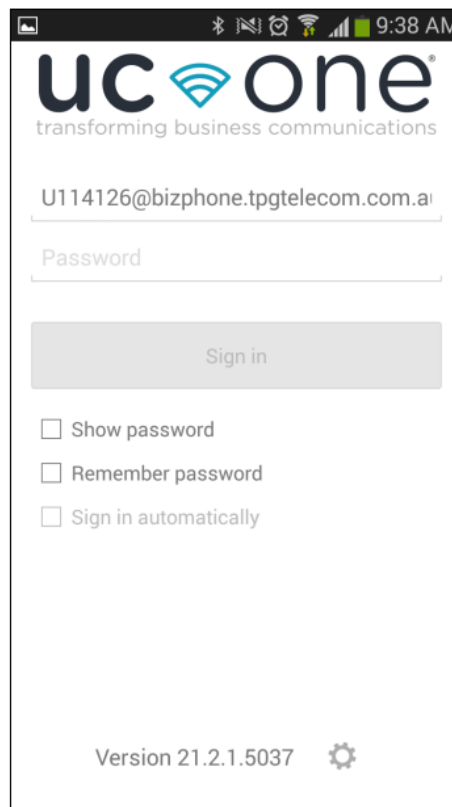 9:38 AM
uc one®
transforming business communications
U114126@bizphone.tpgtelecom.com.a
Password
Sign in
Show password
Remember password
Sign in automatically
Version 21.2.1.5037